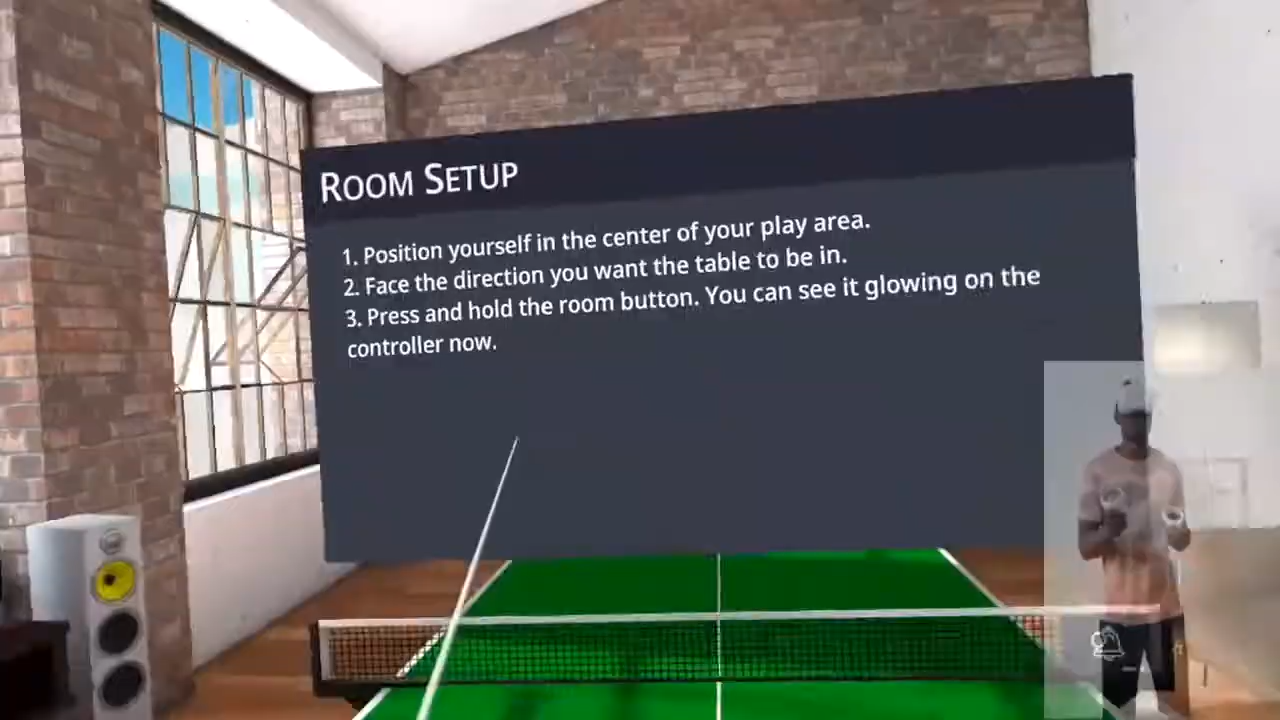 ROOM SETUP
1. Position yourself in the center of your play area.
2. Face the direction you want the table to be in.
3. Press and hold the room button. You can see it glowing on the
controller now.